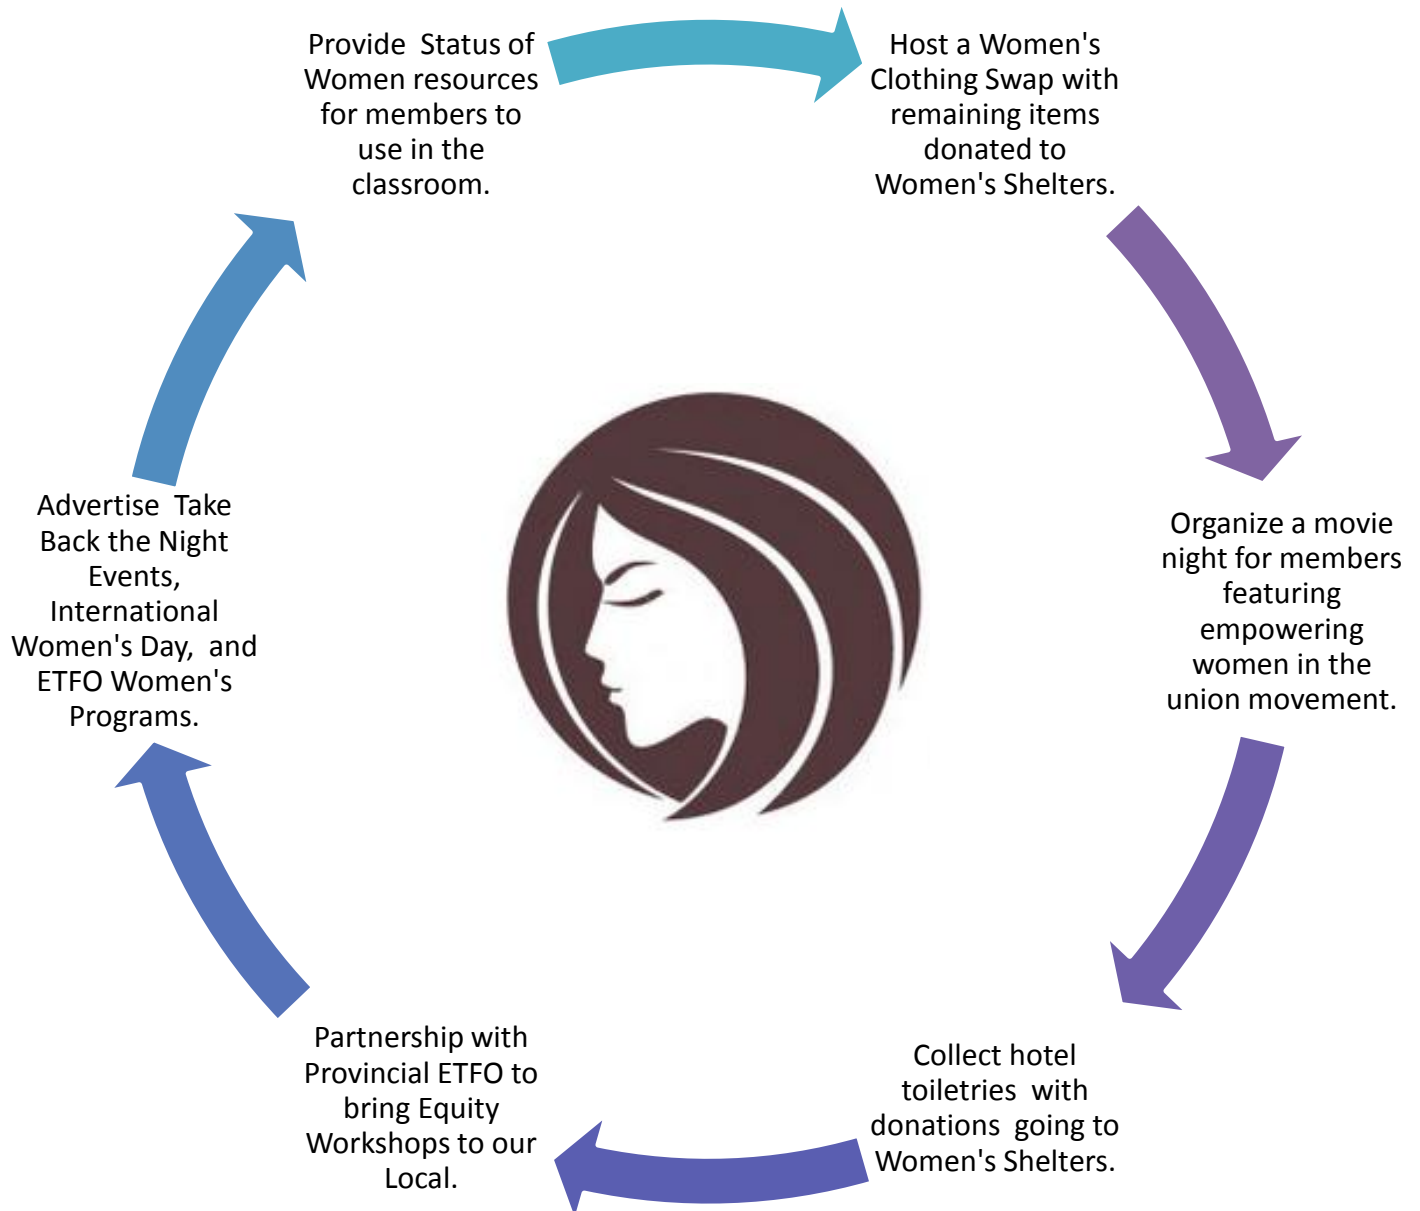 Provide  Status of
Women resources
for members to
use in the
classroom.
Host a Women's
Clothing Swap with
remaining items
donated to
Women's Shelters.
Organize a movie
night for members
featuring
empowering
women in the
union movement.
Collect hotel
toiletries  with
donations  going to
Women's Shelters.
Partnership with
Provincial ETFO to
bring Equity
Workshops to our
Local.
Advertise  Take
Back the Night
Events,
International
Women's Day,  and
ETFO Women's
Programs.